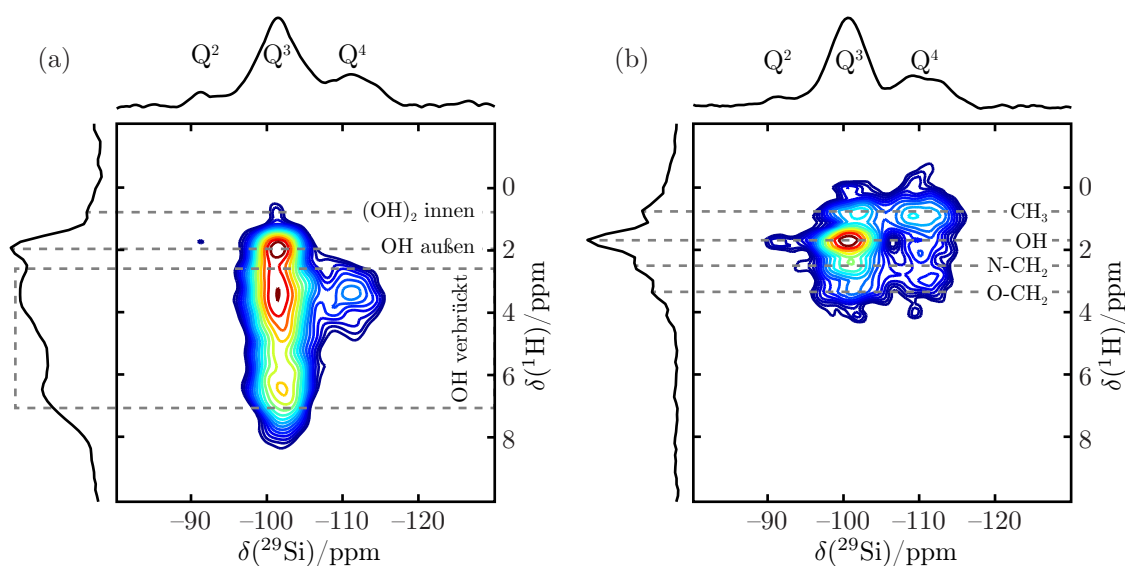 (a)
Q² Q³ Q⁴
(OH)₂ innen
OH außen
OH verbrückt
0
2
4
6
8
δ(¹H)/ppm
–90 –100 –110 –120
δ(²⁹Si)/ppm
(b)
Q² Q³ Q⁴
CH₃
OH
N-CH₂
O-CH₂
0
2
4
6
8
δ(¹H)/ppm
–90 –100 –110 –120
δ(²⁹Si)/ppm